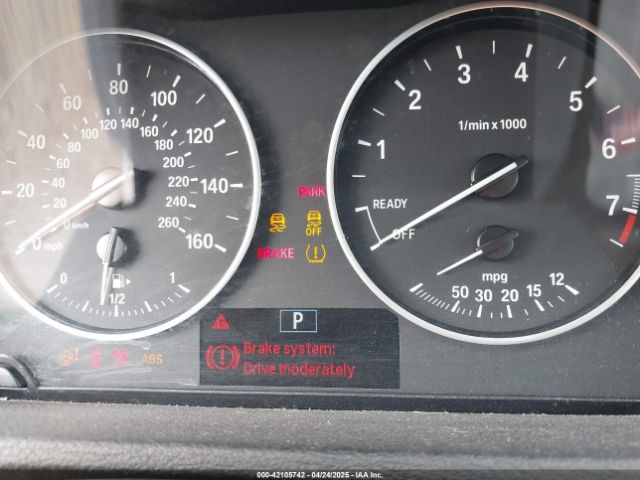 0 mph
20
40
60
80
100
120
140
160
0 km/h
20
40
60
80
100
120
140
160
180
200
220
240
260
0
1/2
1
1/min x 1000
1
2
3
4
5
6
7
READY
OFF
50
30
20
15
12
mpg
PARK
OFF
BRAKE
P
Brake system:
Drive moderately
ABS
000-42105742 - 04/24/2025 - IAA Inc.